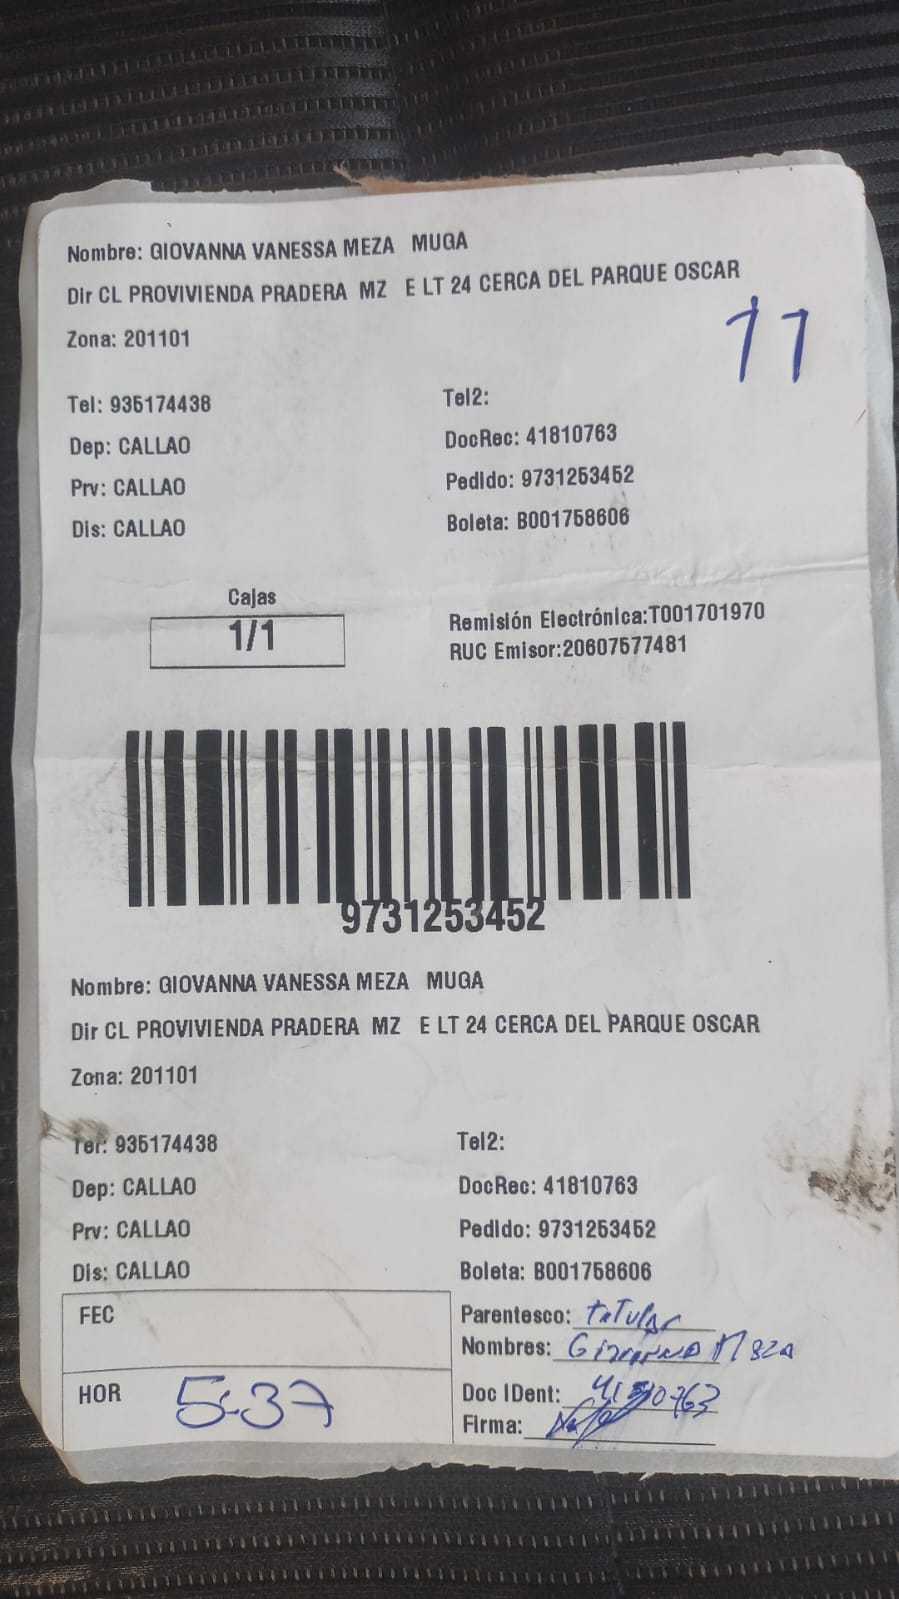 Nombre: GIOVANNA VANESSA MEZA MUGA
Dir CL PROVIVIENDA PRADERA MZ E LT 24 CERCA DEL PARQUE OSCAR
Zona: 201101
11
Tel: 935174438 Tel2:
Dep: CALLAO DocRec: 41810763
Prv: CALLAO Pedido: 9731253452
Dis: CALLAO Boleta: B001758606
Cajas
1/1
Remisión Electrónica:T001701970
RUC Emisor:20607577481
9731253452
Nombre: GIOVANNA VANESSA MEZA MUGA
Dir CL PROVIVIENDA PRADERA MZ E LT 24 CERCA DEL PARQUE OSCAR
Zona: 201101
Tel: 935174438 Tel2:
Dep: CALLAO DocRec: 41810763
Prv: CALLAO Pedido: 9731253452
Dis: CALLAO Boleta: B001758606
FEC
HOR 5:37
Parentesco: titular
Nombres: Giovanna Meza
Doc IDent: 41810763
Firma: